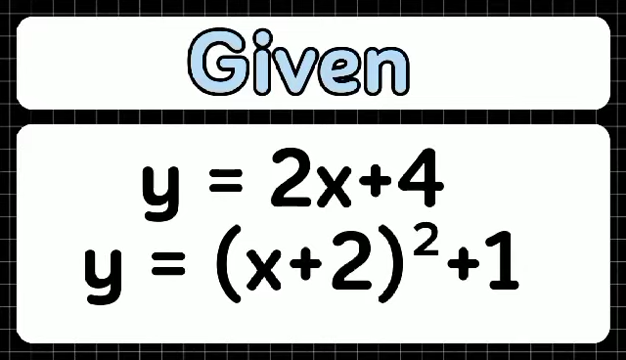 Given
y = 2x+4
y = (x+2)²+1